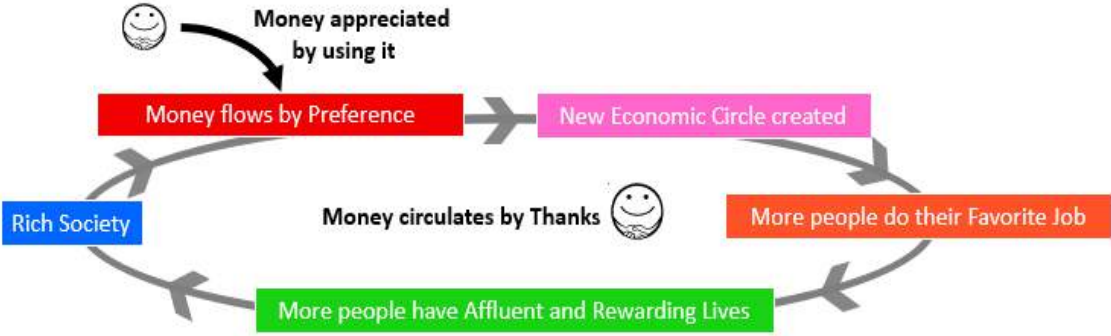 Money appreciated
by using it
Money flows by Preference
New Economic Circle created
Rich Society
Money circulates by Thanks
More people do their Favorite Job
More people have Affluent and Rewarding Lives